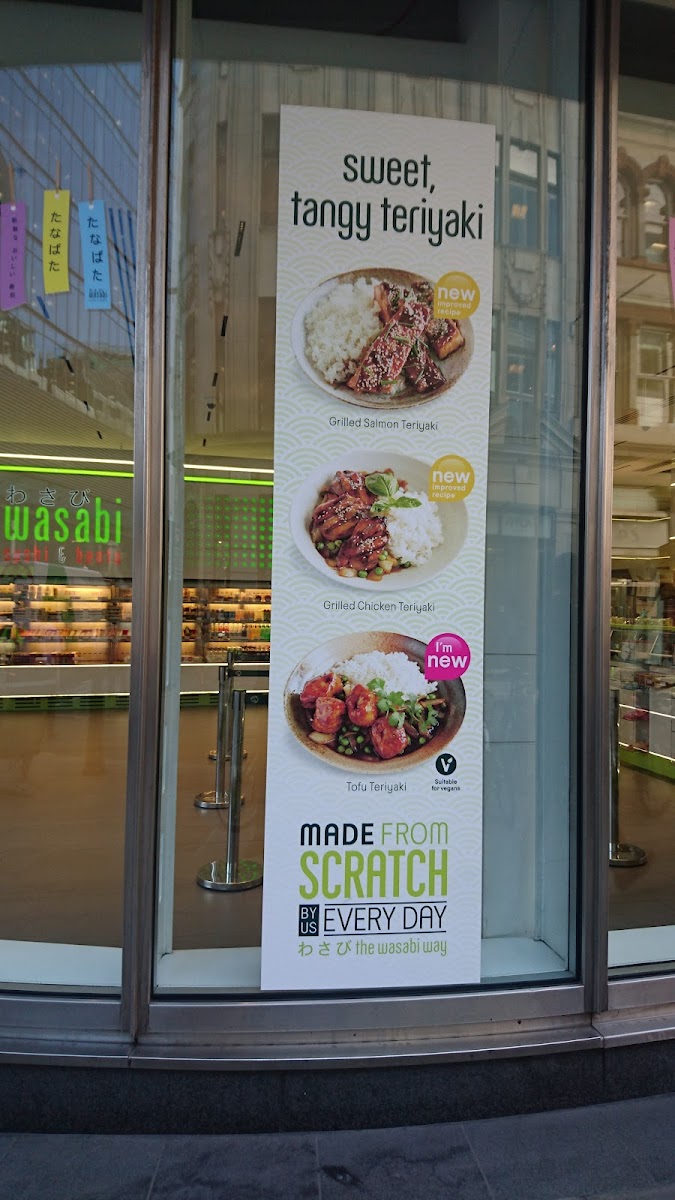 sweet,
tangy teriyaki
new
improved
recipe
Grilled Salmon Teriyaki
new
improved
recipe
Grilled Chicken Teriyaki
I'm
new
Tofu Teriyaki
V
Suitable
for vegans
MADE FROM
SCRATCH
BY
US
EVERY DAY
わさび the wasabi way
たなばた
たなばた
わさび
wasabi
sushi & bento